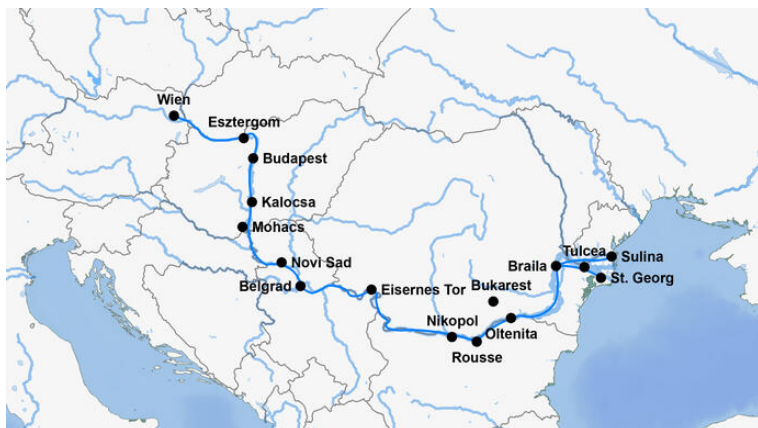 Wien
Esztergom
Budapest
Kalocsa
Mohacs
Novi Sad
Belgrad
Eisernes Tor
Bukarest
Nikopol
Oltenita
Rousse
Braila
Tulcea
Sulina
St. Georg